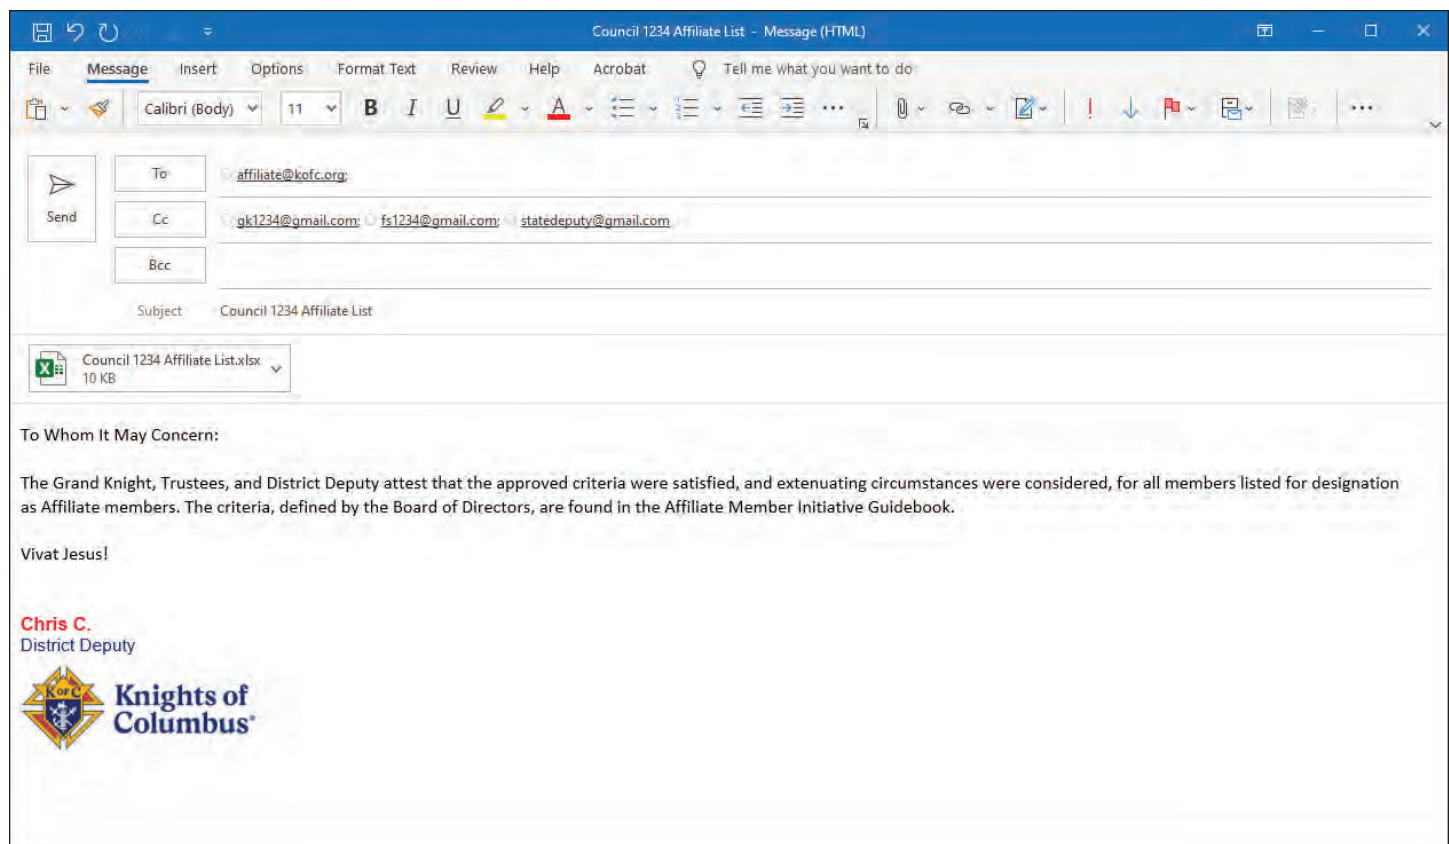 Council 1234 Affiliate List - Message (HTML)
File Message Insert Options Format Text Review Help Acrobat Tell me what you want to do
Calibri (Body) 11 B I U A
To affiliate@kofc.org;
Send Cc gk1234@gmail.com; fs1234@gmail.com; statedeputy@gmail.com
Bcc
Subject Council 1234 Affiliate List
Council 1234 Affiliate List.xlsx
10 KB
To Whom It May Concern:
The Grand Knight, Trustees, and District Deputy attest that the approved criteria were satisfied, and extenuating circumstances were considered, for all members listed for designation
as Affiliate members. The criteria, defined by the Board of Directors, are found in the Affiliate Member Initiative Guidebook.
Vivat Jesus!
Chris C.
District Deputy
K OF C
Knights of
Columbus®